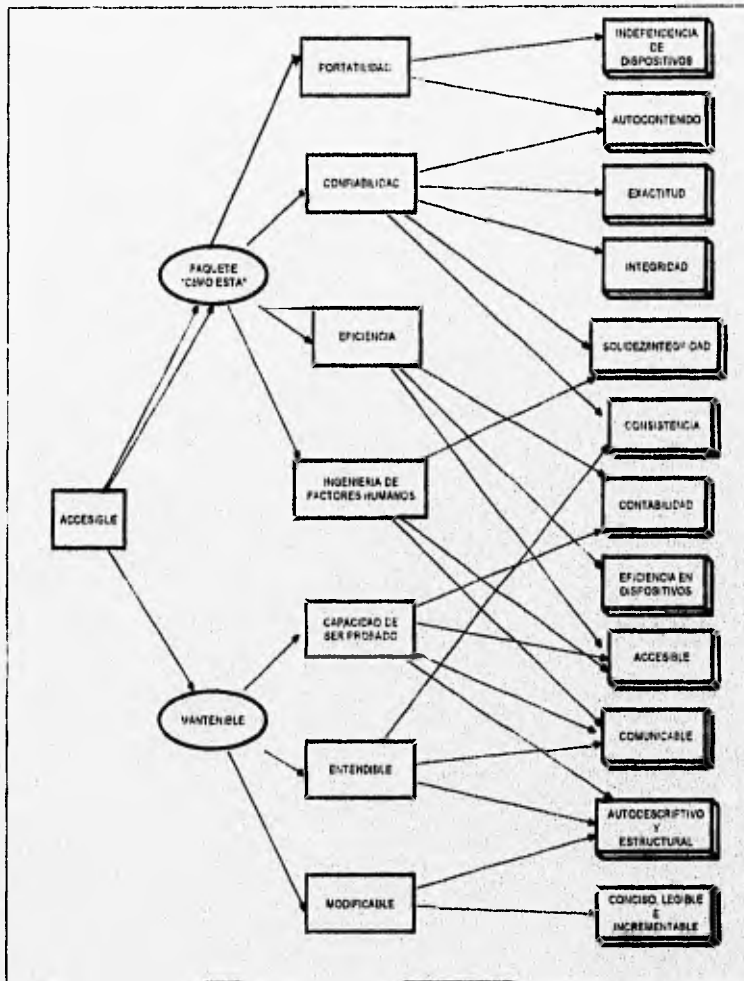 PORTATILIDAD
INDEPENDENCIA
DE
DISPOSITIVOS
AUTOCONTENIDO
CONFIABILIDAD
EXACTITUD
INTEGRIDAD
PAQUETE
"COMO ESTA"
EFICIENCIA
CONSISTENCIA
INGENIERIA DE
FACTORES HUMANOS
CONTABILIDAD
ACCESIBLE
EFICIENCIA EN
DISPOSITIVOS
CAPACIDAD DE
SER PROBADO
ACCESIBLE
MANTENIBLE
COMUNICABLE
ENTENDIBLE
AUTODESCRIPTIVO
Y
ESTRUCTURAL
MODIFICABLE
CONCISO, LEGIBLE
E
INCREMENTABLE